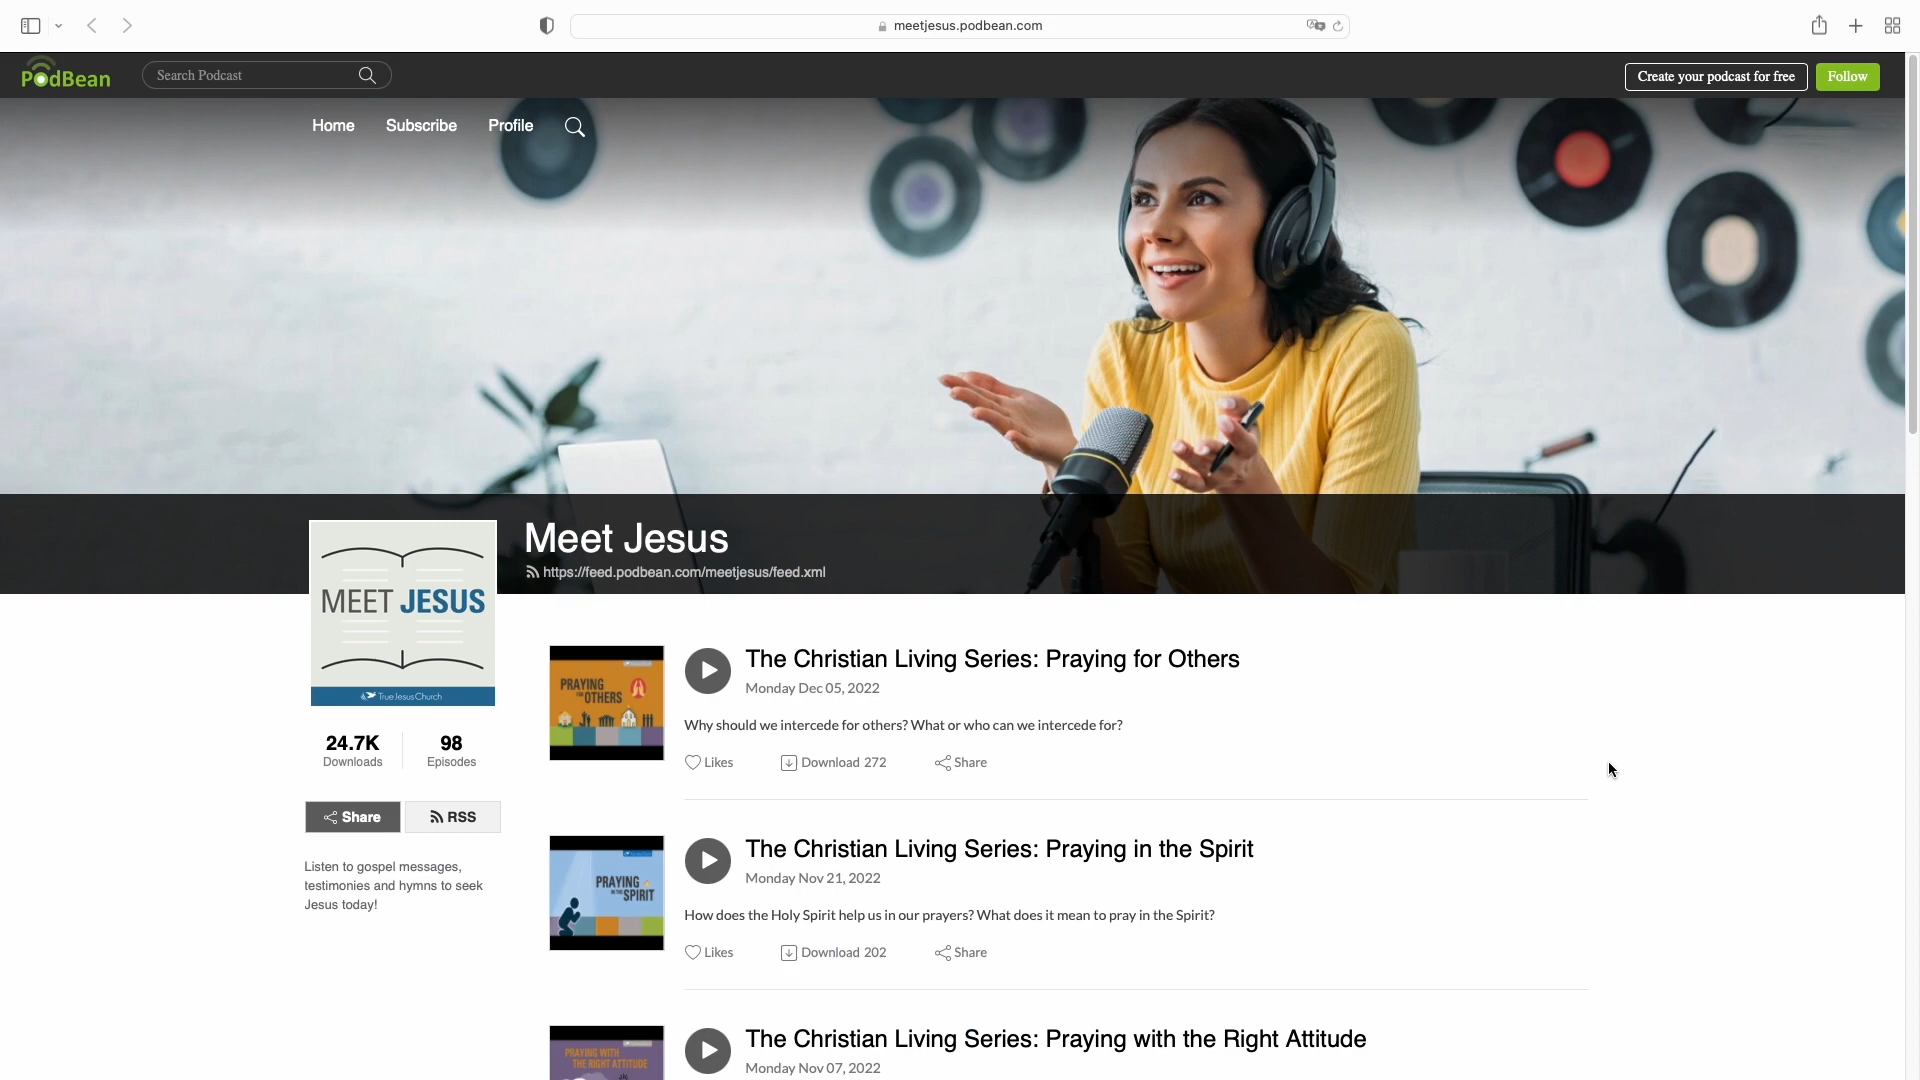 meetjesus.podbean.com
PodBean
Search Podcast
Create your podcast for free
Follow
Home
Subscribe
Profile
Meet Jesus
https://feed.podbean.com/meetjesus/feed.xml
MEET JESUS
True Jesus Church
24.7K
Downloads
98
Episodes
Share
RSS
Listen to gospel messages,
testimonies and hymns to seek
Jesus today!
PRAYING
FOR OTHERS
The Christian Living Series: Praying for Others
Monday Dec 05, 2022
Why should we intercede for others? What or who can we intercede for?
Likes
Download 272
Share
PRAYING
IN THE SPIRIT
The Christian Living Series: Praying in the Spirit
Monday Nov 21, 2022
How does the Holy Spirit help us in our prayers? What does it mean to pray in the Spirit?
Likes
Download 202
Share
PRAYING WITH
THE RIGHT ATTITUDE
The Christian Living Series: Praying with the Right Attitude
Monday Nov 07, 2022